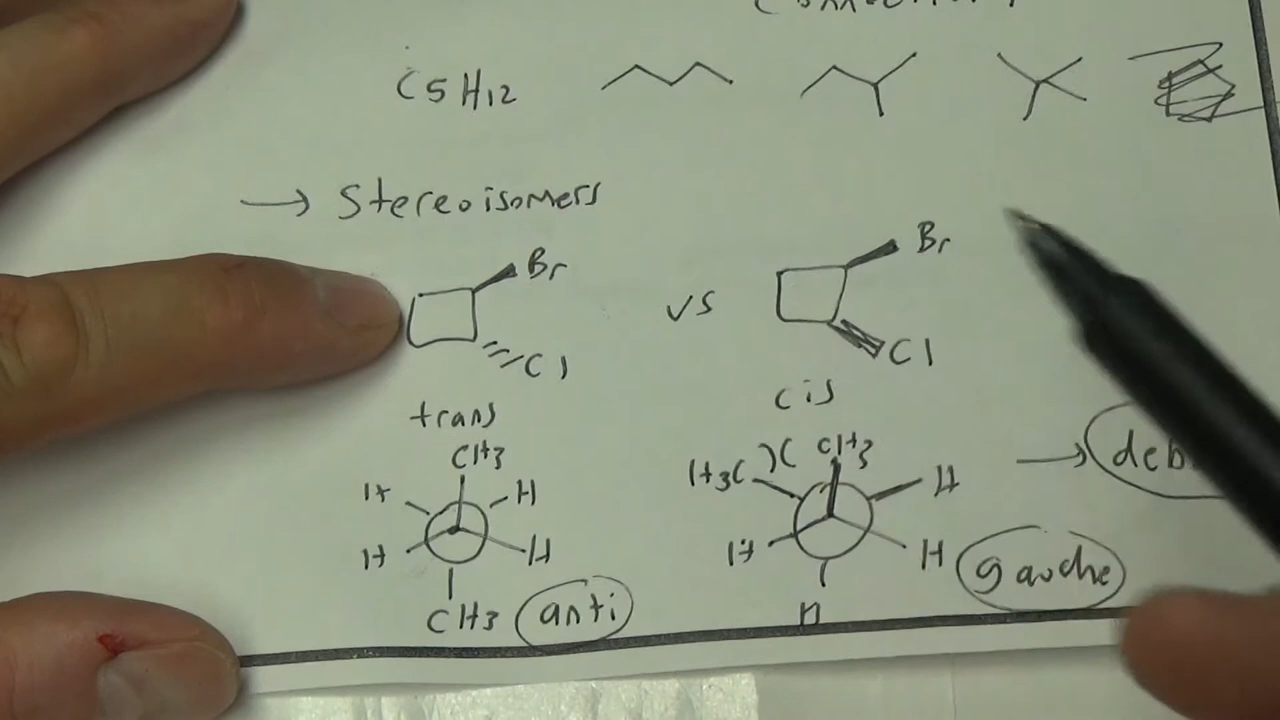 C5H12
→ Stereoisomers
Br
Cl
trans
vs
Br
Cl
cis
CH3
H H
H H
CH3
anti
H3C )( CH3
H
H H
gauche
→